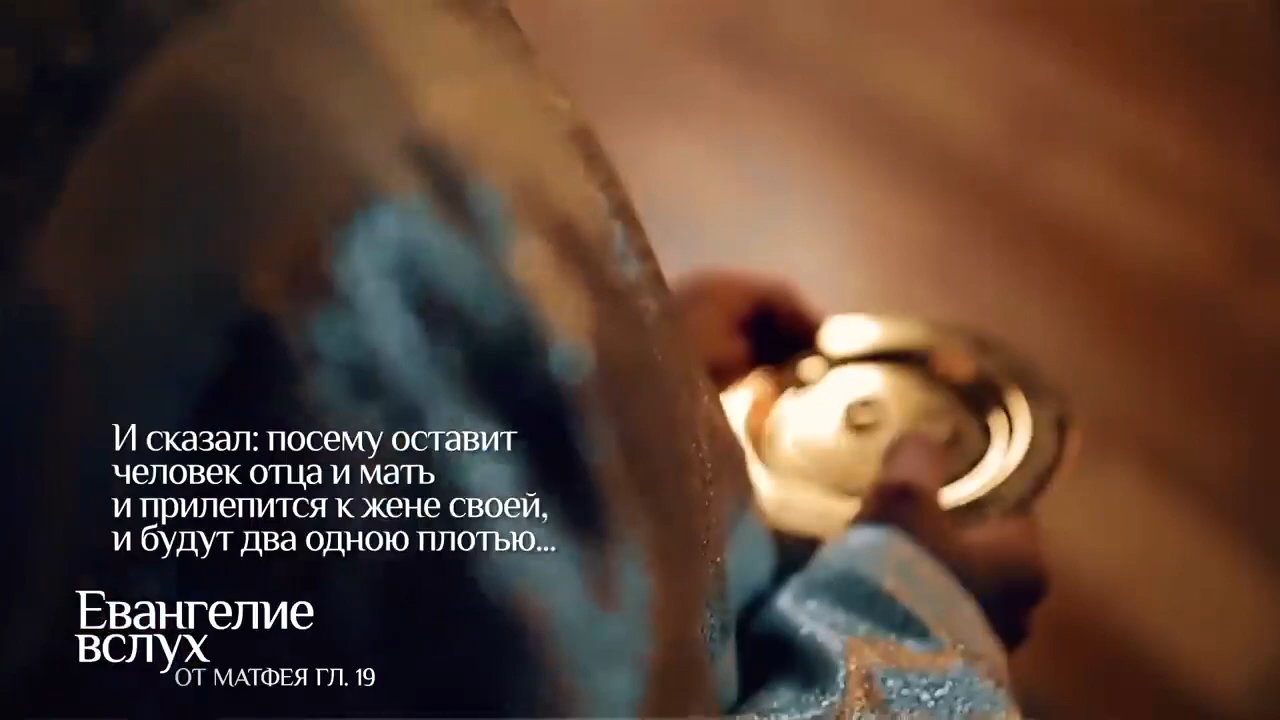 И сказал: посему оставит
человек отца и мать
и прилепится к жене своей,
и будут два одною плотью...
Евангелие
вслух
ОТ МАТФЕЯ ГЛ. 19